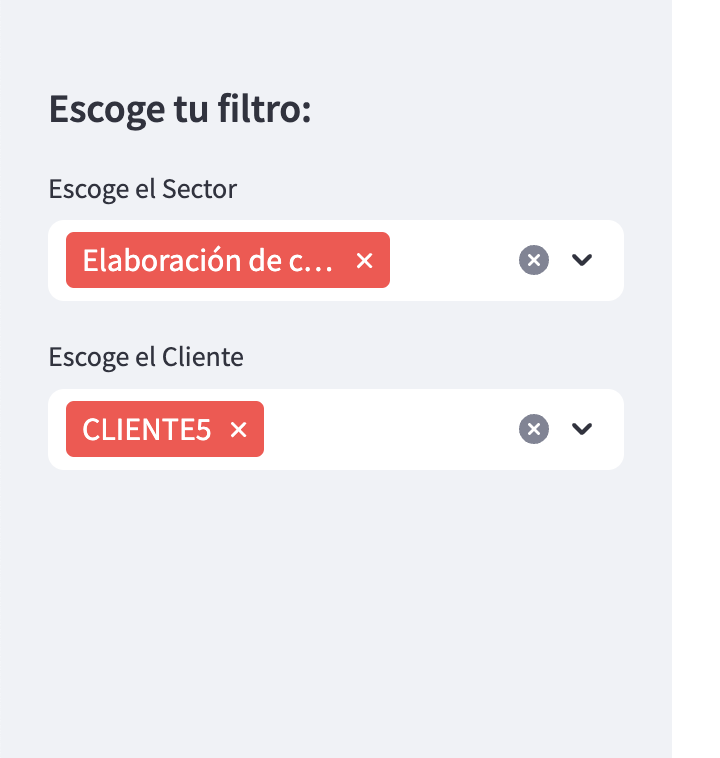 Escoge tu filtro:
Escoge el Sector
Elaboración de c...
Escoge el Cliente
CLIENTE5